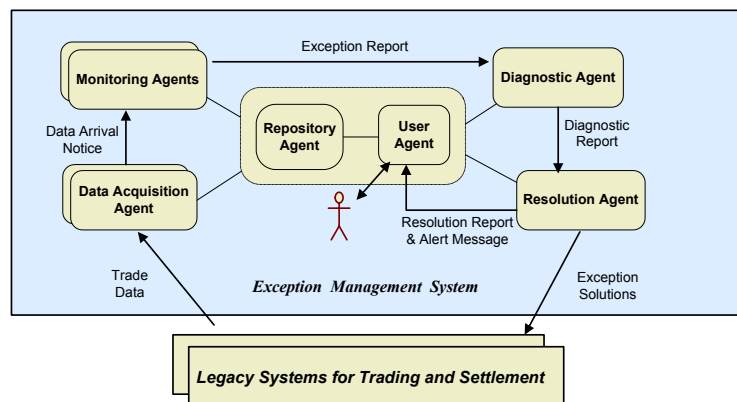 Exception Report
Monitoring Agents
Diagnostic Agent
Data Arrival
Notice
Repository
Agent
User
Agent
Diagnostic
Report
Data Acquisition
Agent
Resolution Agent
Resolution Report
& Alert Message
Trade
Data
Exception Management System
Exception
Solutions
Legacy Systems for Trading and Settlement